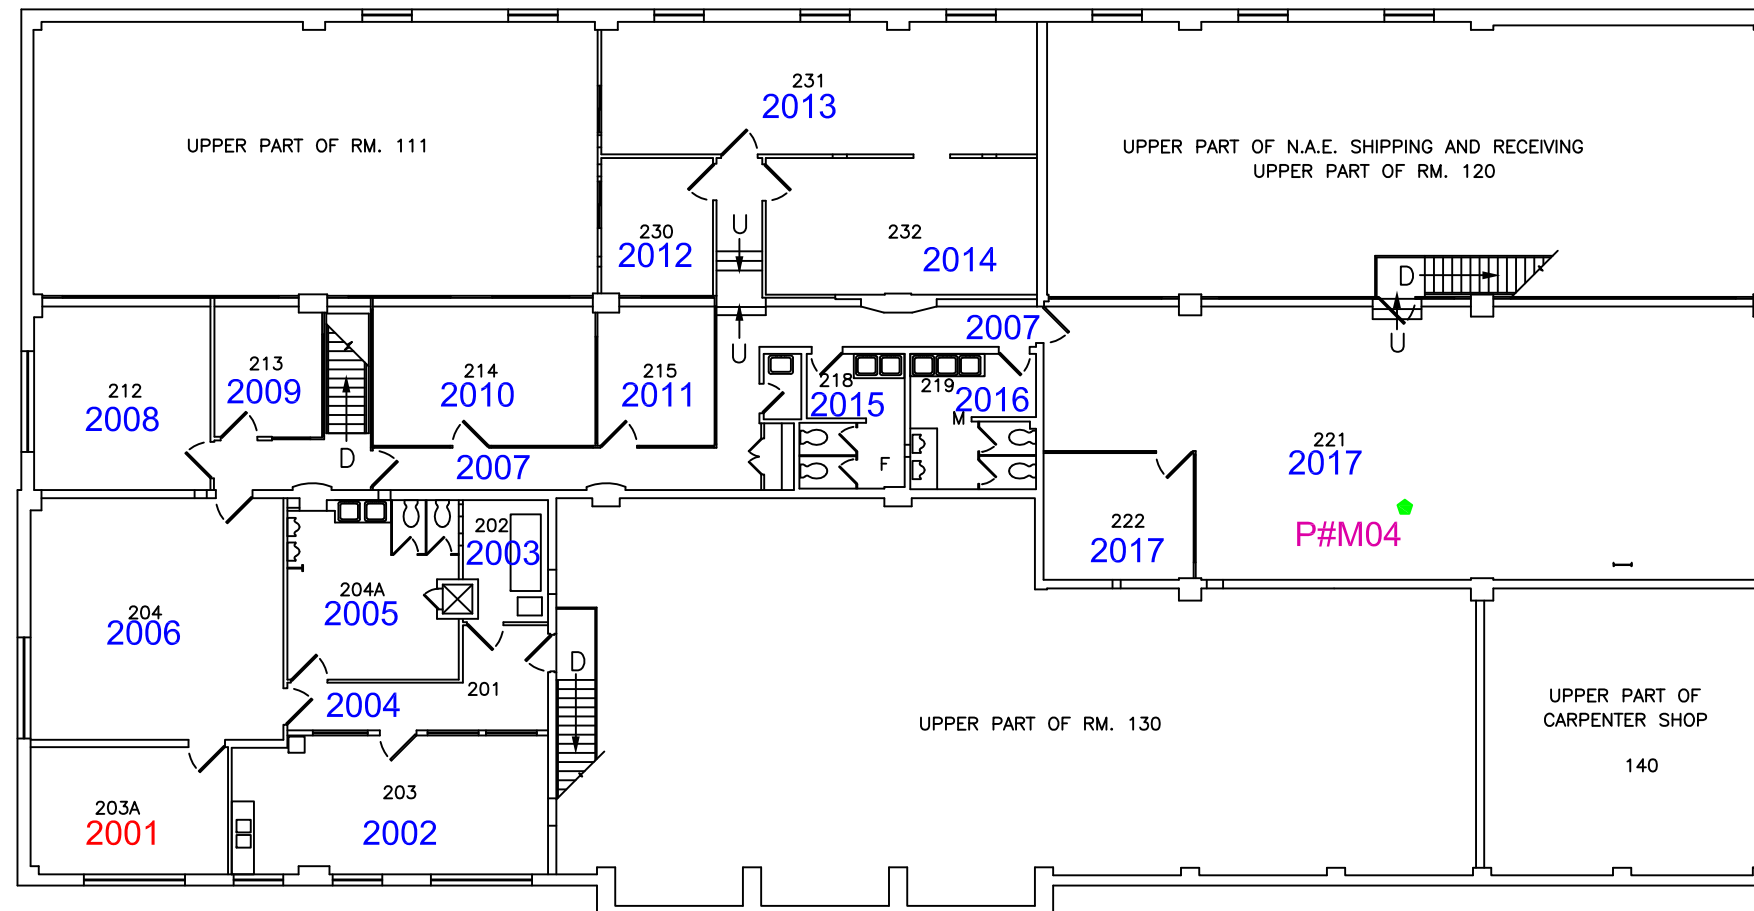 231
2013
UPPER PART OF RM. 111
UPPER PART OF N.A.E. SHIPPING AND RECEIVING
UPPER PART OF RM. 120
230
2012
U
232
2014
D
U
2007
U
212
2008
213
2009
D
214
2010
215
2011
218
2015
219
2016
M
F
2007
221
2017
P#M04
222
2017
202
2003
204A
2005
204
2006
201
2004
D
UPPER PART OF RM. 130
UPPER PART OF
CARPENTER SHOP
140
203A
2001
203
2002